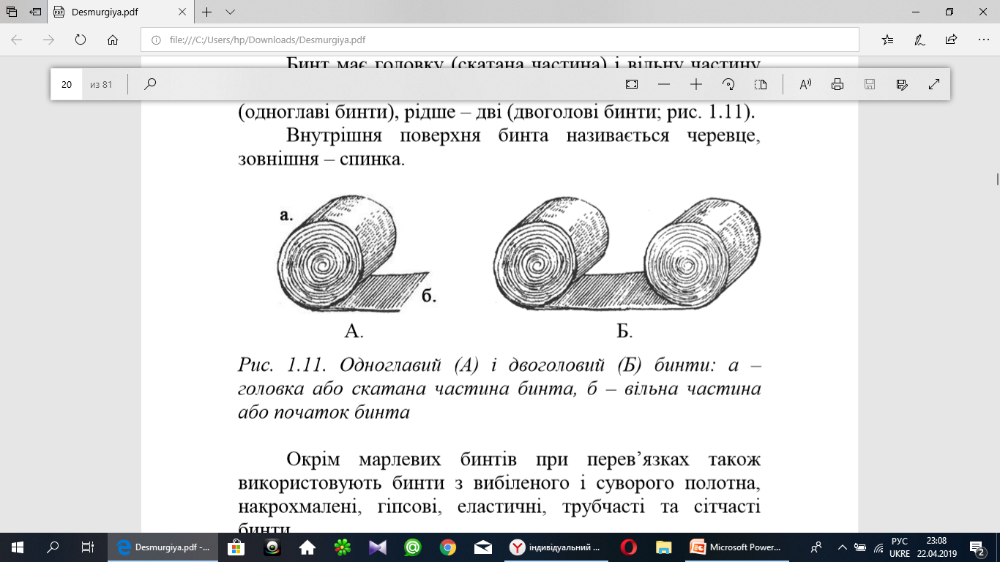 Desmurgiya.pdf
file:///C:/Users/hp/Downloads/Desmurgiya.pdf
Бинт має головку (скатана частина) і вільну частину
20 из 81
(одноглаві бинти), рідше – дві (двоголові бинти; рис. 1.11).
Внутрішня поверхня бинта називається черевце,
зовнішня – спинка.
а.
б.
А. Б.
Рис. 1.11. Одноглавий (А) і двоголовий (Б) бинти: а –
головка або скатана частина бинта, б – вільна частина
або початок бинта
Окрім марлевих бинтів при перев’язках також
використовують бинти з вибіленого і суворого полотна,
накрохмалені, гіпсові, еластичні, трубчасті та сітчасті
бинти
Desmurgiya.pdf -... індивідуальний ... Microsoft Power... РУС 23:08
UKRE 22.04.2019 2